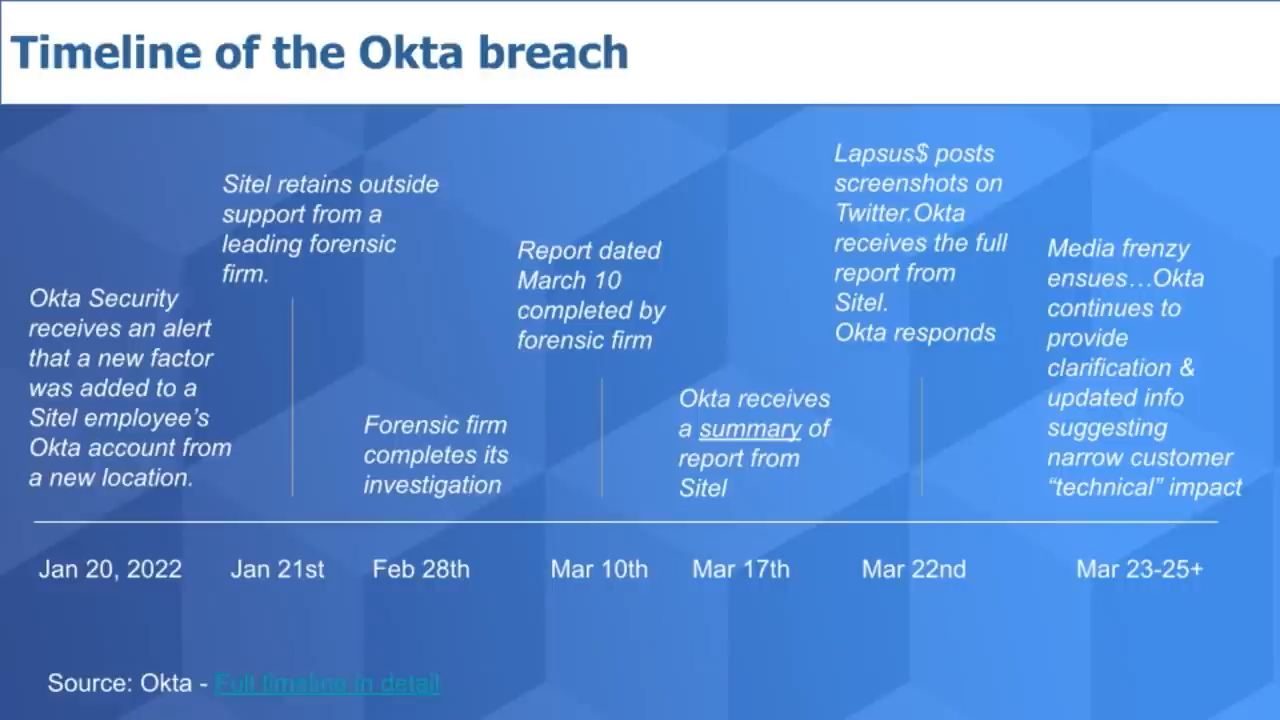 Timeline of the Okta breach
Okta Security
receives an alert
that a new factor
was added to a
Sitel employee’s
Okta account from
a new location.
Sitel retains outside
support from a
leading forensic
firm.
Forensic firm
completes its
investigation
Report dated
March 10
completed by
forensic firm
Okta receives
a summary of
report from
Sitel
Lapsus$ posts
screenshots on
Twitter.Okta
receives the full
report from
Sitel.
Okta responds
Media frenzy
ensues…Okta
continues to
provide
clarification &
updated info
suggesting
narrow customer
“technical” impact
Jan 20, 2022
Jan 21st
Feb 28th
Mar 10th
Mar 17th
Mar 22nd
Mar 23-25+
Source: Okta - Full timeline in detail